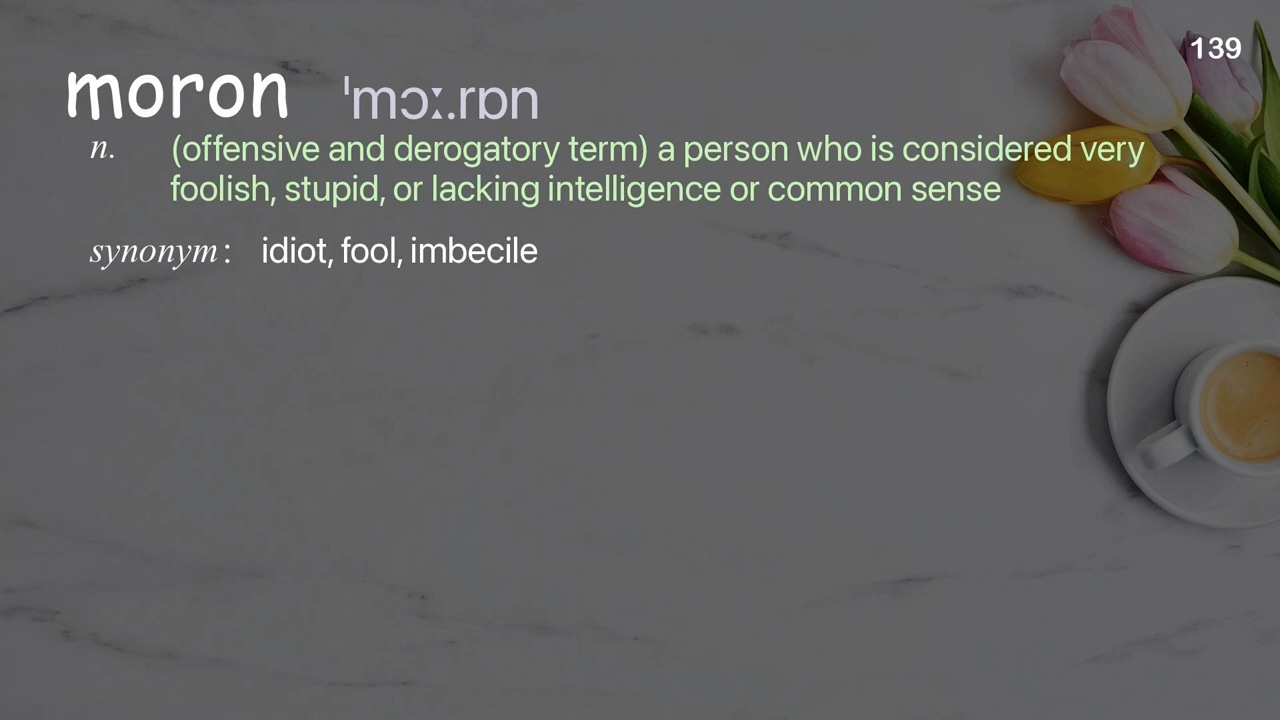 139
moron ˈmɔː.rɒn
n. (offensive and derogatory term) a person who is considered very
foolish, stupid, or lacking intelligence or common sense
synonym: idiot, fool, imbecile